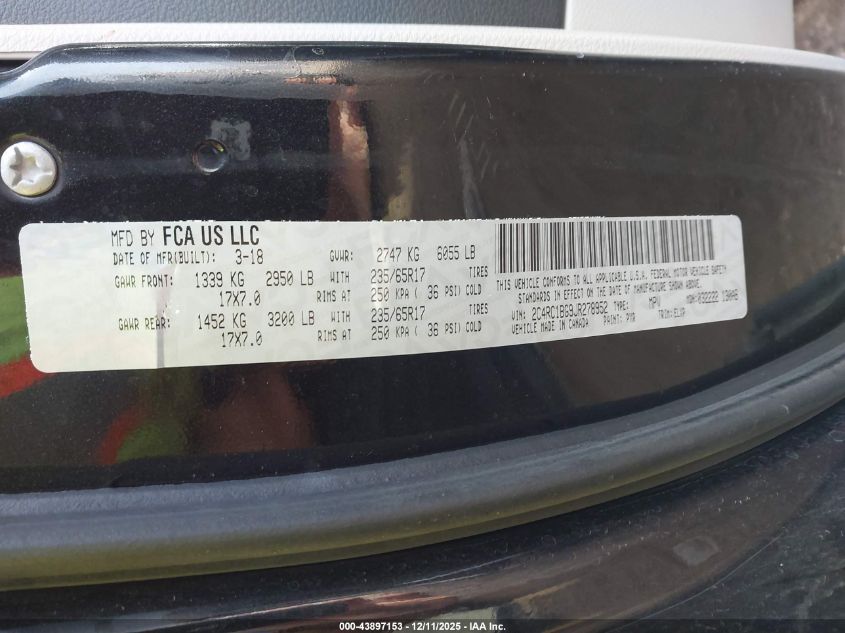 MFD BY FCA US LLC
DATE OF MFR(BUILT): 3-18 GVWR: 2747 KG 6055 LB
GAWR FRONT: 1339 KG 2950 LB WITH 235/65R17 TIRES
17X7.0 RIMS AT 250 KPA ( 36 PSI) COLD
GAWR REAR: 1452 KG 3200 LB WITH 235/65R17 TIRES
17X7.0 RIMS AT 250 KPA ( 36 PSI) COLD
THIS VEHICLE CONFORMS TO ALL APPLICABLE U.S.A. FEDERAL MOTOR VEHICLE SAFETY
STANDARDS IN EFFECT ON THE DATE OF MANUFACTURE SHOWN ABOVE.
VIN: 2C4RC1BG9JR278952 TYPE: MPV MDH: 032222 130AB
VEHICLE MADE IN CANADA PAINT: PXR TRIM:
000-43897153 - 12/11/2025 - IAA Inc.